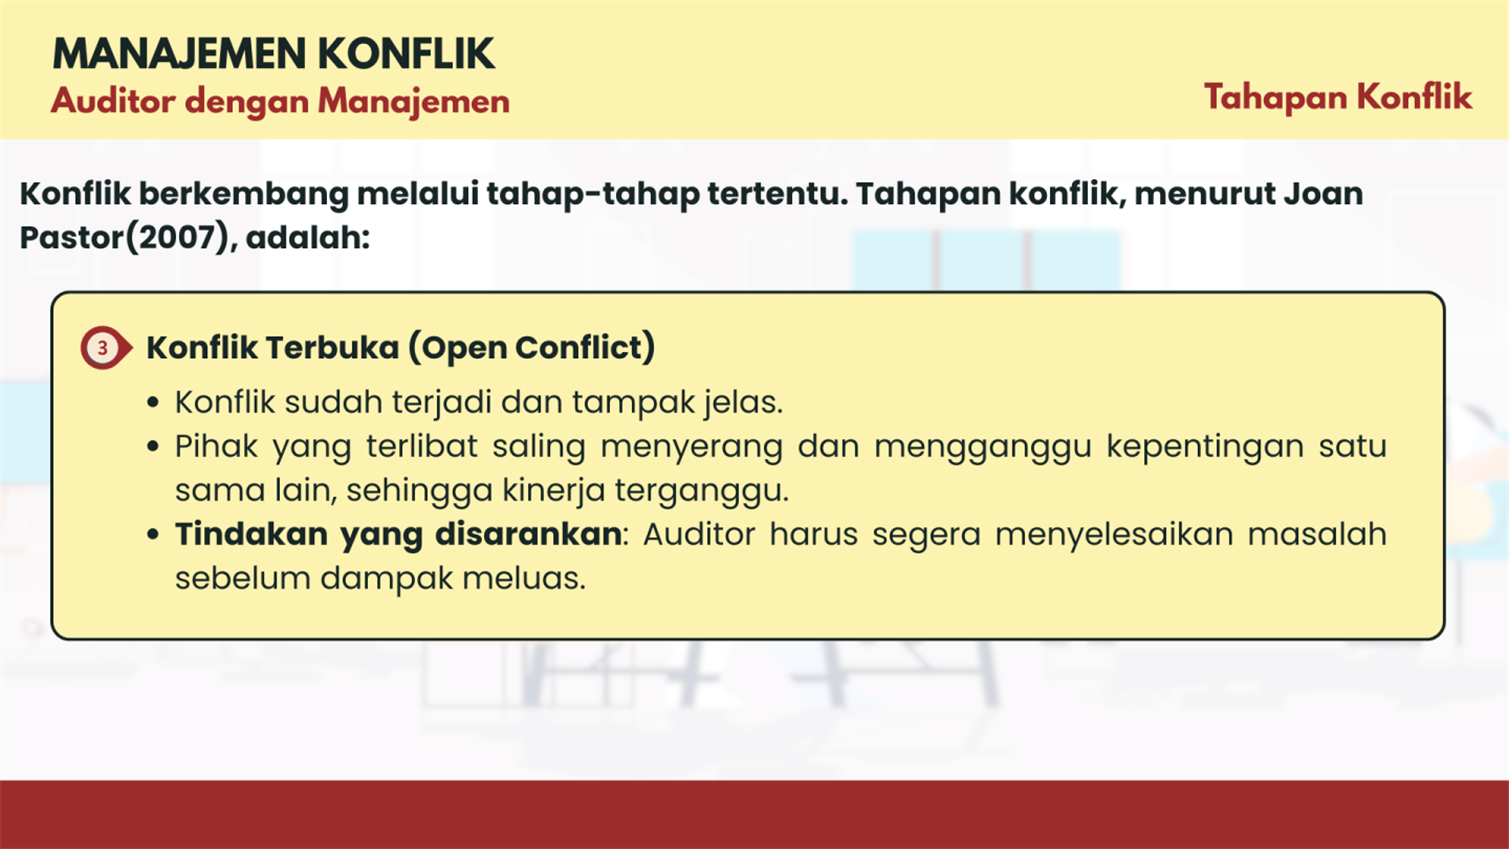 MANAJEMEN KONFLIK
Auditor dengan Manajemen
Tahapan Konflik
Konflik berkembang melalui tahap-tahap tertentu. Tahapan konflik, menurut Joan
Pastor(2007), adalah:
3 Konflik Terbuka (Open Conflict)
• Konflik sudah terjadi dan tampak jelas.
• Pihak yang terlibat saling menyerang dan mengganggu kepentingan satu
sama lain, sehingga kinerja terganggu.
• Tindakan yang disarankan: Auditor harus segera menyelesaikan masalah
sebelum dampak meluas.